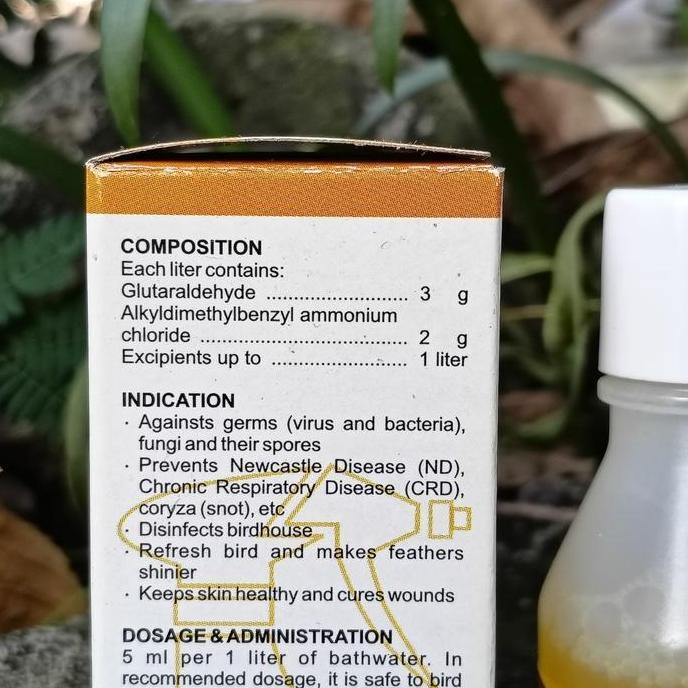 COMPOSITION
Each liter contains:
Glutaraldehyde .......................... 3 g
Alkyldimethylbenzyl ammonium
chloride ...................................... 2 g
Excipients up to ......................... 1 liter
INDICATION
· Againsts germs (virus and bacteria),
fungi and their spores
· Prevents Newcastle Disease (ND),
Chronic Respiratory Disease (CRD),
coryza (snot), etc
· Disinfects birdhouse
· Refresh bird and makes feathers
shinier
· Keeps skin healthy and cures wounds
DOSAGE & ADMINISTRATION
5 ml per 1 liter of bathwater. In
recommended dosage, it is safe to bird